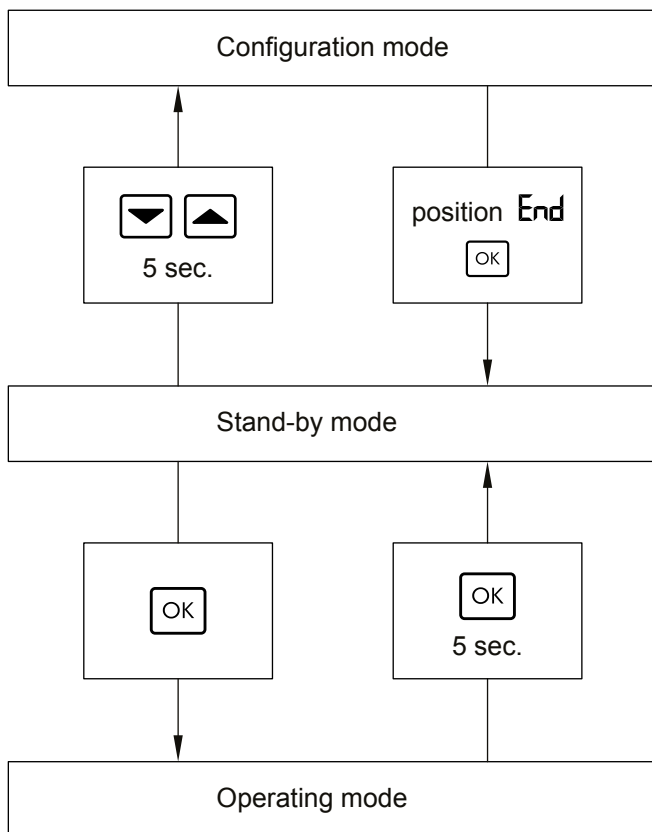 Configuration mode
5 sec.
position End
OK
Stand-by mode
OK
OK
5 sec.
Operating mode